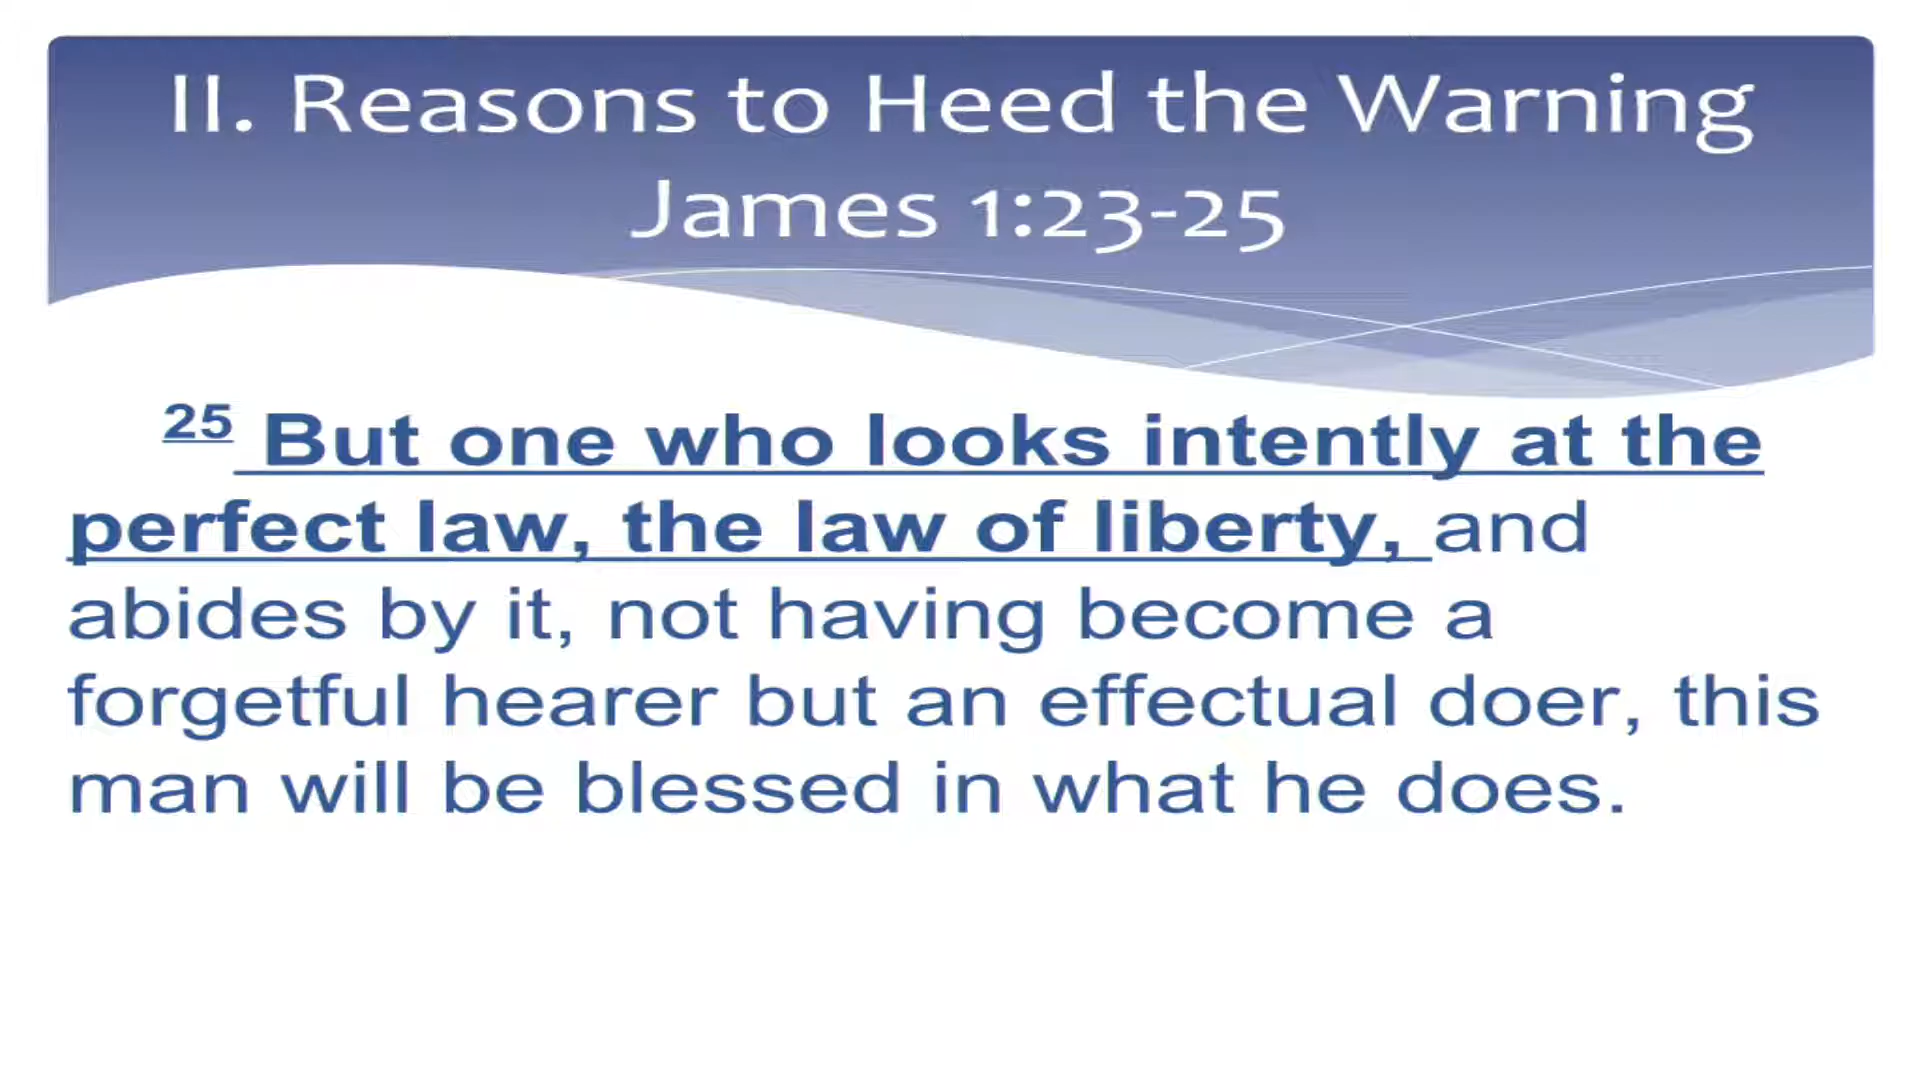 II. Reasons to Heed the Warning
James 1:23-25
25 But one who looks intently at the
perfect law, the law of liberty, and
abides by it, not having become a
forgetful hearer but an effectual doer, this
man will be blessed in what he does.